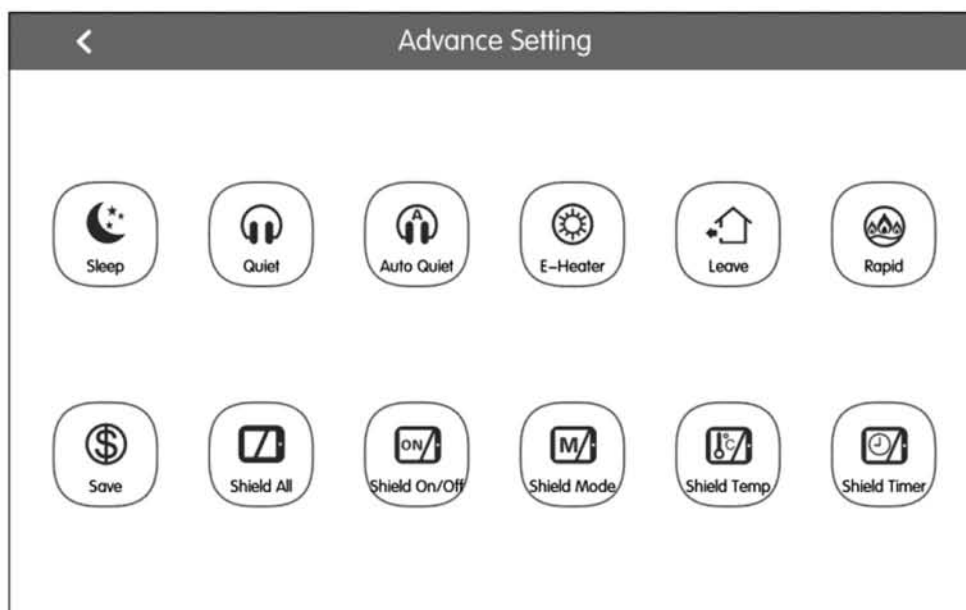 Advance Setting
Sleep
Quiet
A
Auto Quiet
E-Heater
Leave
Rapid
$
Save
Shield All
ON
Shield On/Off
M
Shield Mode
°C
Shield Temp
Shield Timer